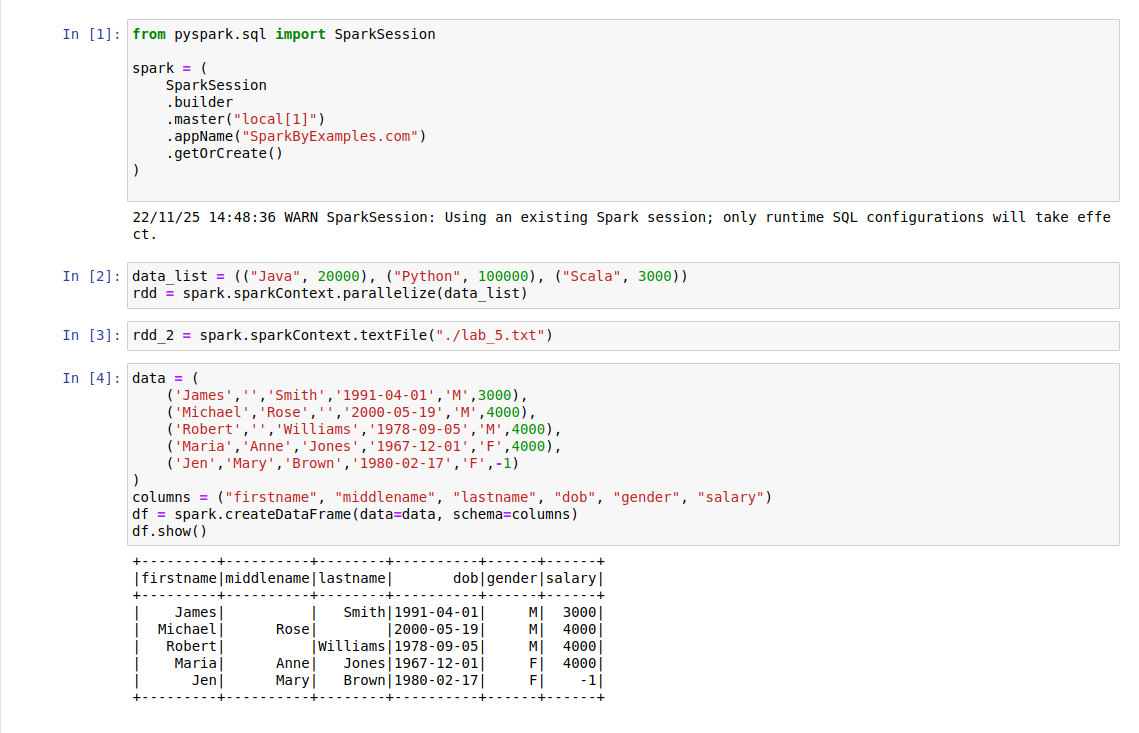 In [1]: from pyspark.sql import SparkSession

spark = (
    SparkSession
    .builder
    .master("local[1]")
    .appName("SparkByExamples.com")
    .getOrCreate()
)

22/11/25 14:48:36 WARN SparkSession: Using an existing Spark session; only runtime SQL configurations will take effe
ct.

In [2]: data_list = (("Java", 20000), ("Python", 100000), ("Scala", 3000))
rdd = spark.sparkContext.parallelize(data_list)

In [3]: rdd_2 = spark.sparkContext.textFile("./lab_5.txt")

In [4]: data = (
    ('James','','Smith','1991-04-01','M',3000),
    ('Michael','Rose','','2000-05-19','M',4000),
    ('Robert','','Williams','1978-09-05','M',4000),
    ('Maria','Anne','Jones','1967-12-01','F',4000),
    ('Jen','Mary','Brown','1980-02-17','F',-1)
)
columns = ("firstname", "middlename", "lastname", "dob", "gender", "salary")
df = spark.createDataFrame(data=data, schema=columns)
df.show()

+---------+----------+--------+----------+------+------+
|firstname|middlename|lastname|       dob|gender|salary|
+---------+----------+--------+----------+------+------+
|    James|          |   Smith|1991-04-01|     M|  3000|
|  Michael|      Rose|        |2000-05-19|     M|  4000|
|   Robert|          |Williams|1978-09-05|     M|  4000|
|    Maria|      Anne|   Jones|1967-12-01|     F|  4000|
|      Jen|      Mary|   Brown|1980-02-17|     F|    -1|
+---------+----------+--------+----------+------+------+